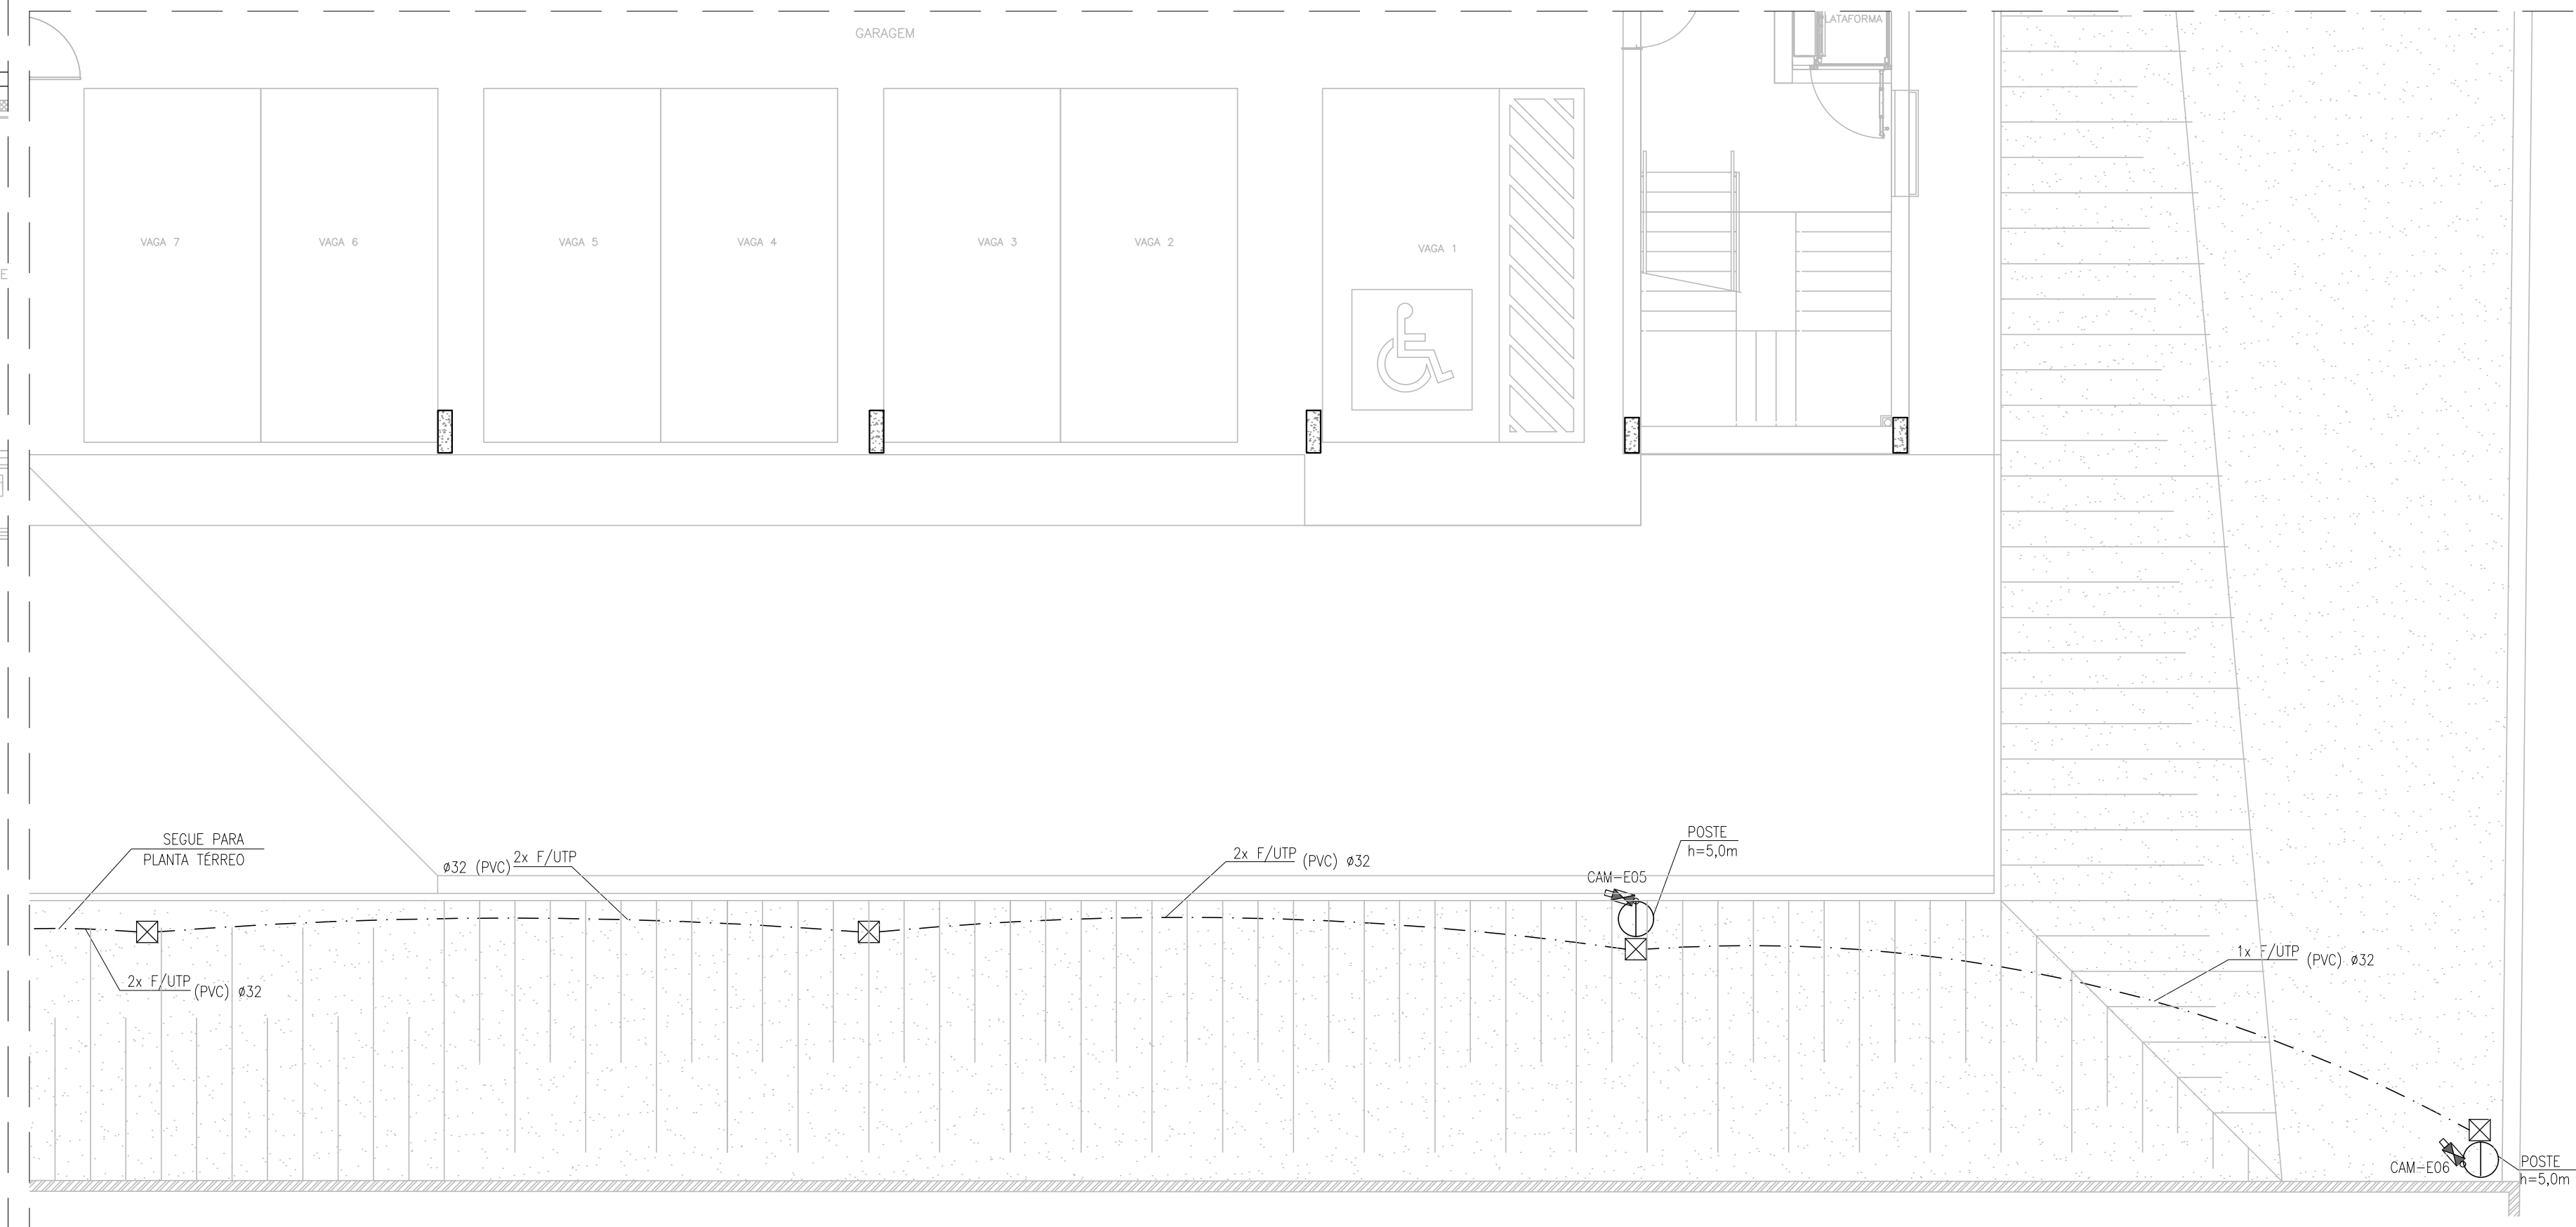 GARAGEM
PLATAFORMA
VAGA 7
VAGA 6
VAGA 5
VAGA 4
VAGA 3
VAGA 2
VAGA 1
E
SEGUE PARA
PLANTA TÉRREO
ø32 (PVC) 2x F/UTP
2x F/UTP (PVC) ø32
POSTE
h=5,0m
CAM-E05
2x F/UTP (PVC) ø32
1x F/UTP (PVC) ø32
CAM-E06
POSTE
h=5,0m